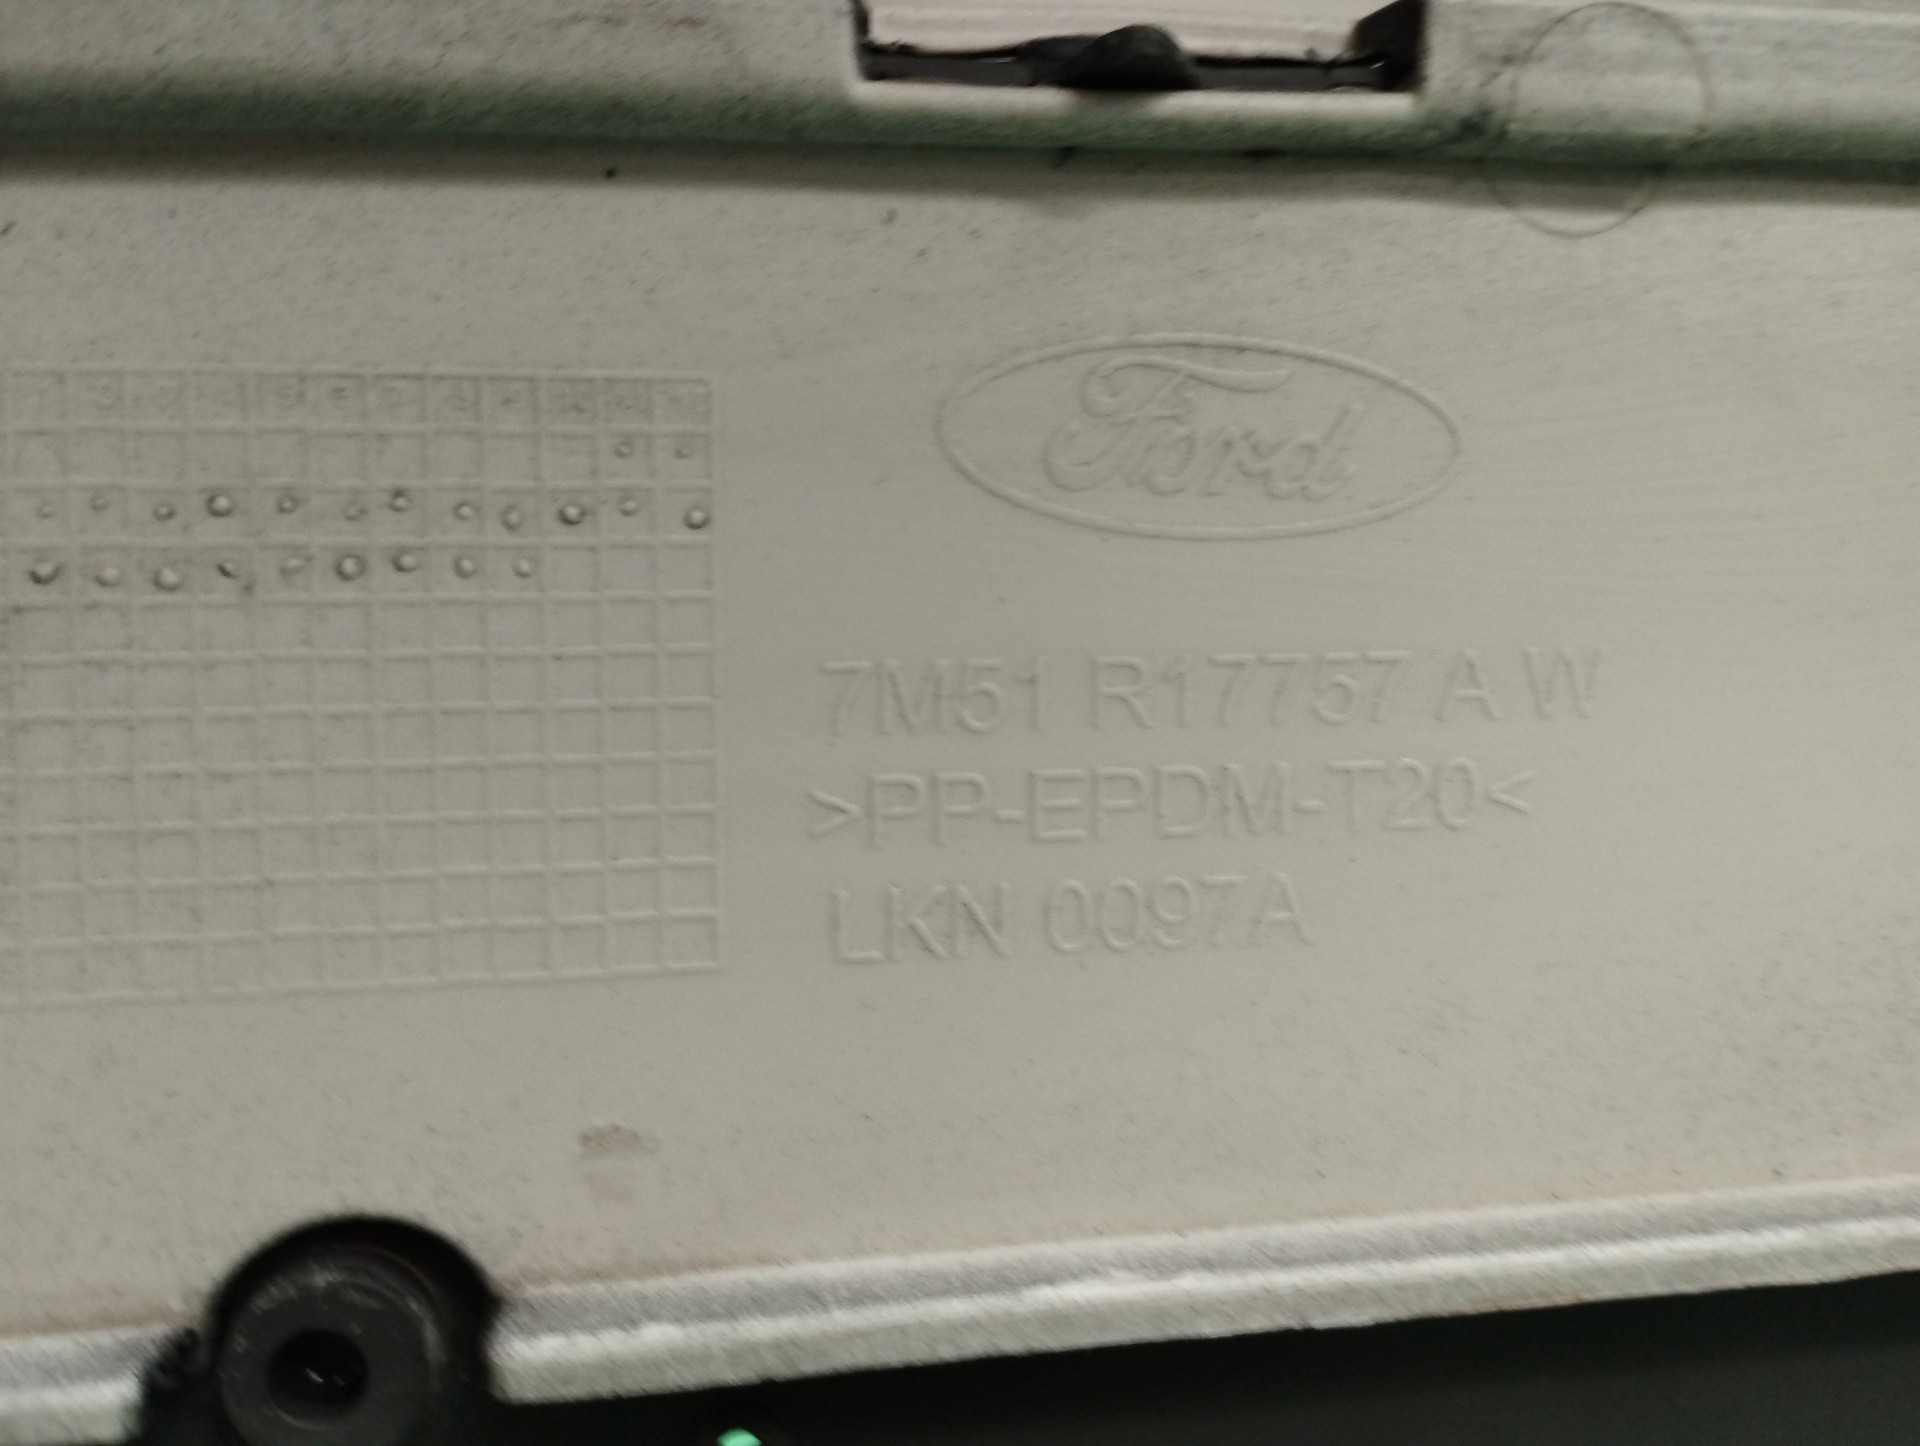 Ford
7M51 R17757 A W
>PP-EPDM-T20<
LKN 0097A